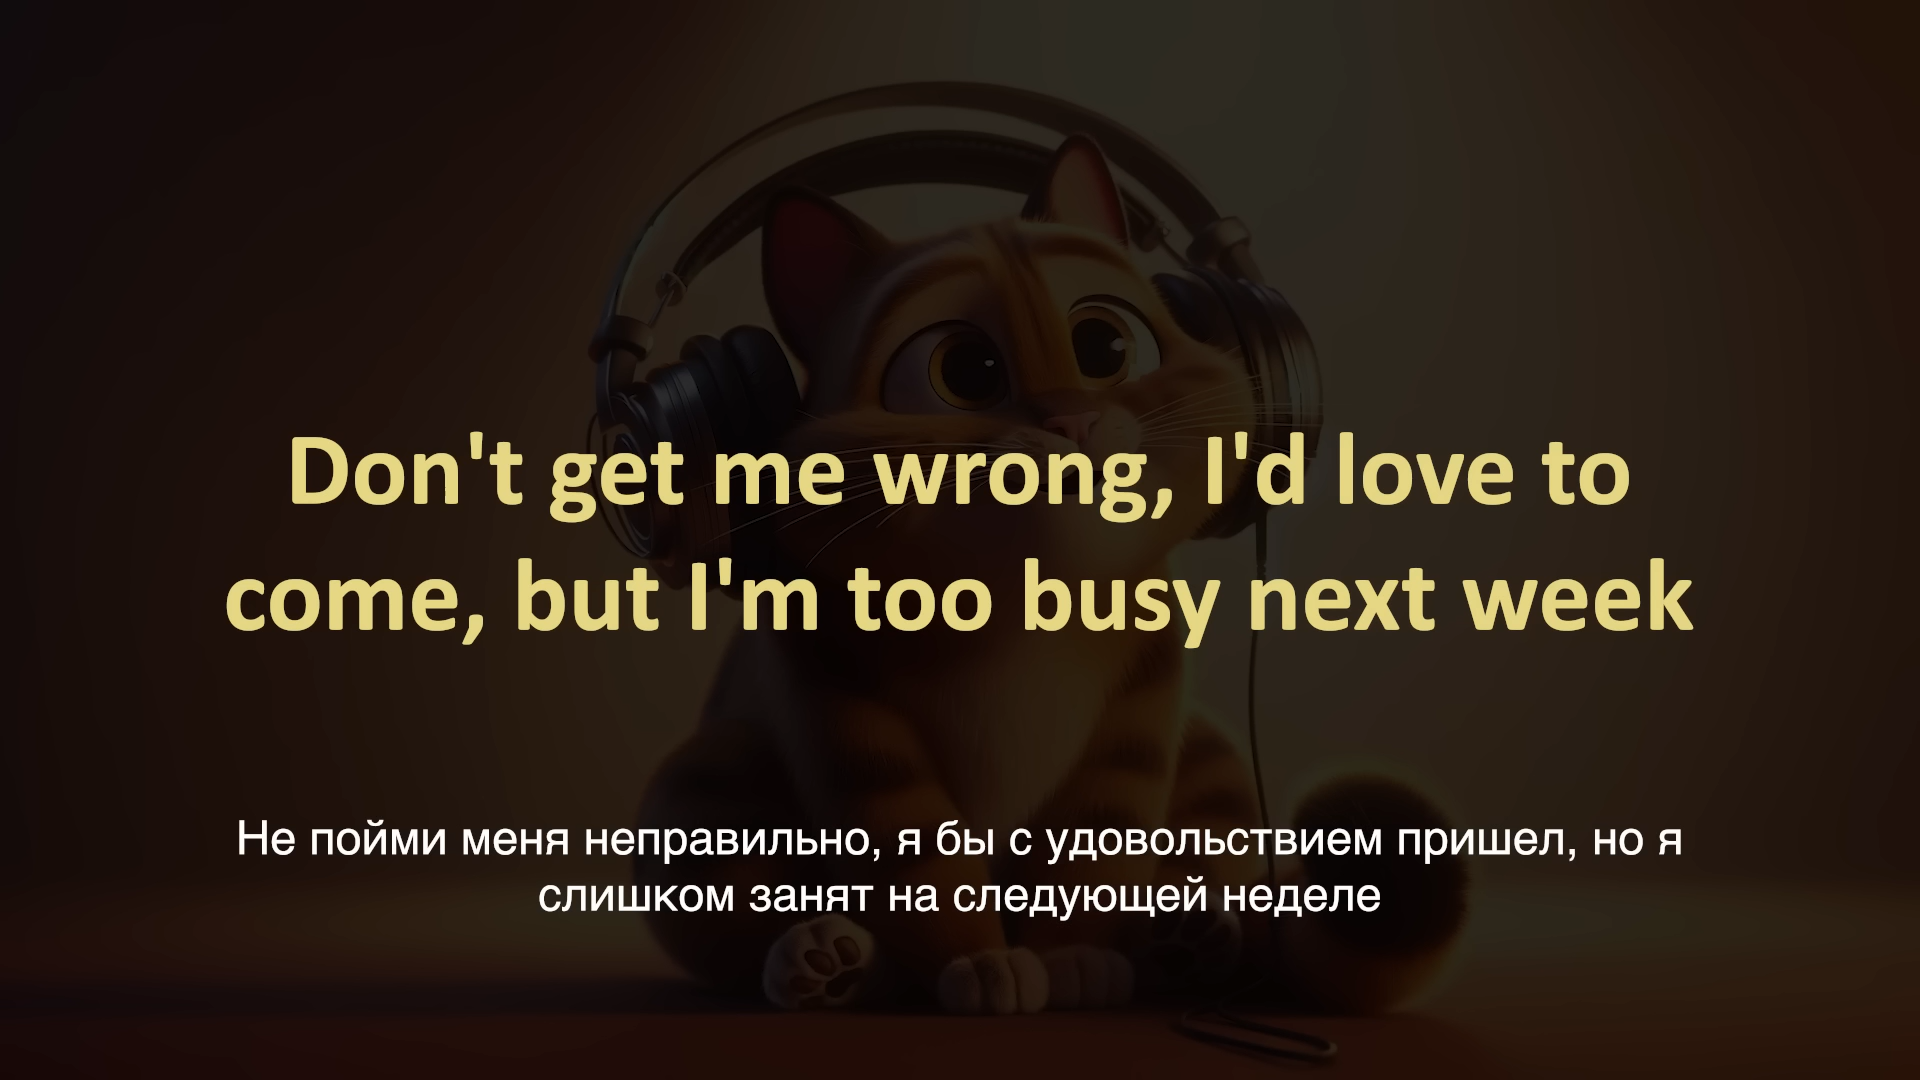 Don't get me wrong, I'd love to
come, but I'm too busy next week
Не пойми меня неправильно, я бы с удовольствием пришел, но я
слишком занят на следующей неделе